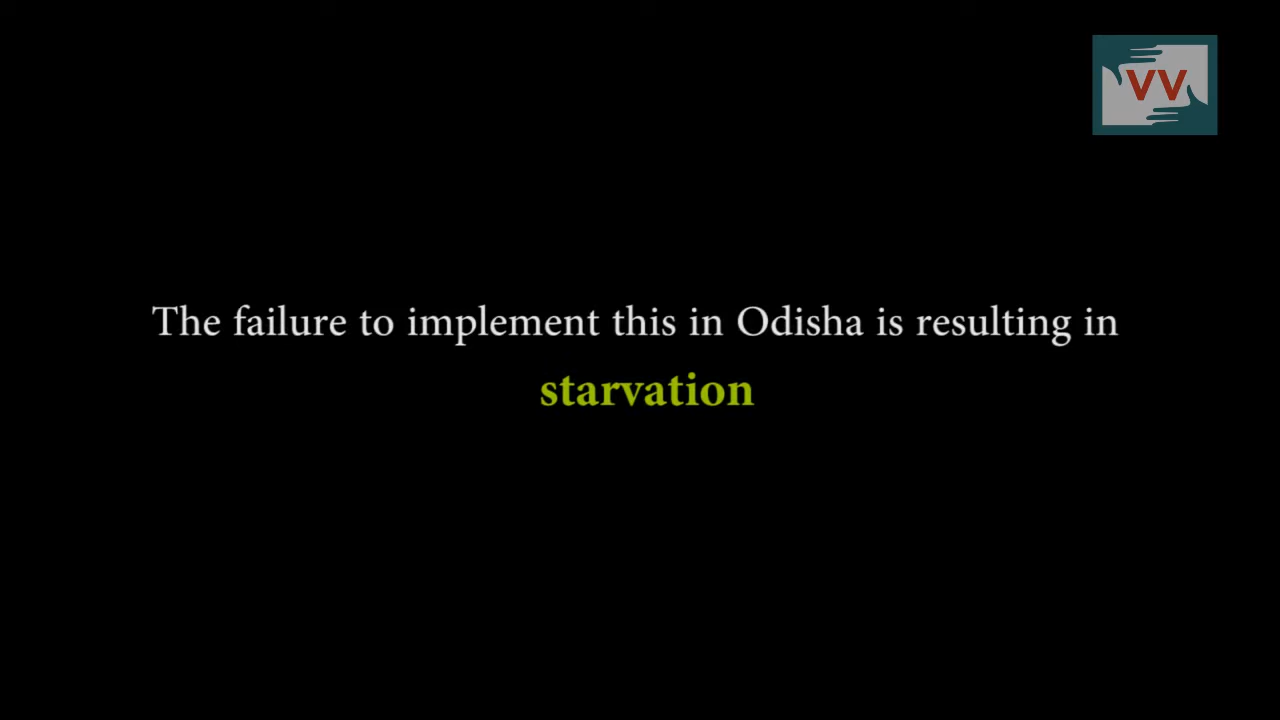 VV
The failure to implement this in Odisha is resulting in
starvation